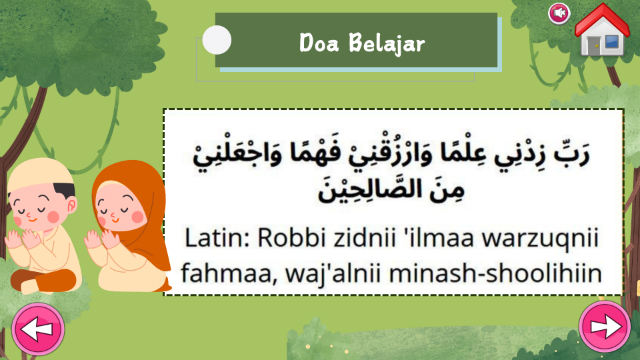 Doa Belajar
رَبِّ زِدْنِي عِلْمًا وَارْزُقْنِيْ فَهْمًا وَاجْعَلْنِيْ
مِنَ الصَّالِحِيْنَ
Latin: Robbi zidnii 'ilmaa warzuqnii
fahmaa, waj'alnii minash-shoolihiin